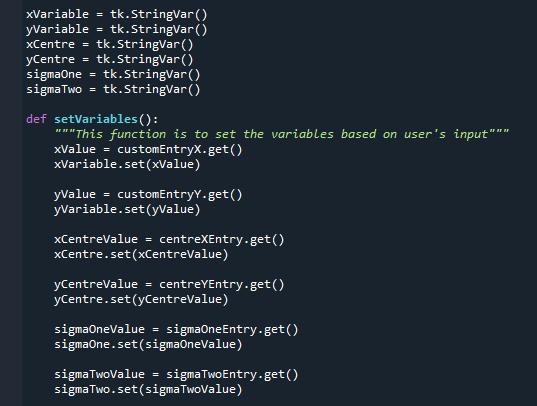 xVariable = tk.StringVar()
yVariable = tk.StringVar()
xCentre = tk.StringVar()
yCentre = tk.StringVar()
sigmaOne = tk.StringVar()
sigmaTwo = tk.StringVar()

def setVariables():
    """This function is to set the variables based on user's input"""
    xValue = customEntryX.get()
    xVariable.set(xValue)

    yValue = customEntryY.get()
    yVariable.set(yValue)

    xCentreValue = centreXEntry.get()
    xCentre.set(xCentreValue)

    yCentreValue = centreYEntry.get()
    yCentre.set(yCentreValue)

    sigmaOneValue = sigmaOneEntry.get()
    sigmaOne.set(sigmaOneValue)

    sigmaTwoValue = sigmaTwoEntry.get()
    sigmaTwo.set(sigmaTwoValue)